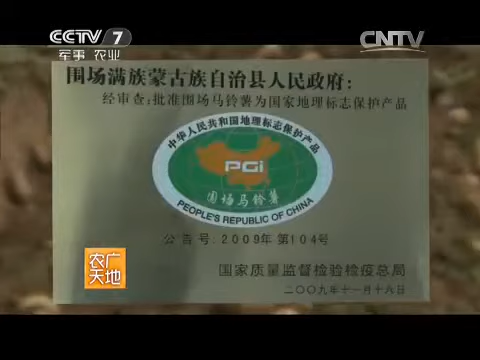 CCTV 7
军事 农业
CNTV
围场满族蒙古族自治县人民政府：
经审查：批准围场马铃薯为国家地理标志保护产品
中华人民共和国地理标志保护产品
PGi
围场马铃薯
PEOPLE'S REPUBLIC OF CHINA
公告号：2009年第104号
国家质量监督检验检疫总局
二〇〇九年十一月十六日
农广天地